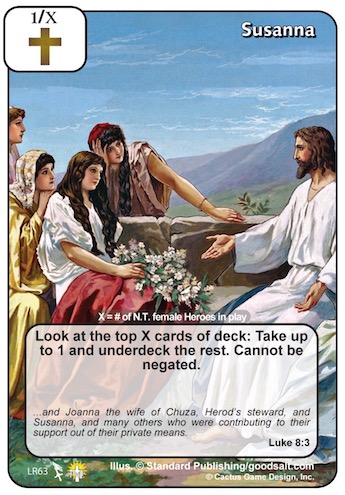 1/X
Susanna
X = # of N.T. female Heroes in play
Look at the top X cards of deck: Take up
to 1 and underdeck the rest. Cannot be
negated.
...and Joanna the wife of Chuza, Herod's steward, and
Susanna, and many others who were contributing to their
support out of their private means.
Luke 8:3
LR63
Illus. © Standard Publishing/goodsalt.com
© Cactus Game Design, Inc.